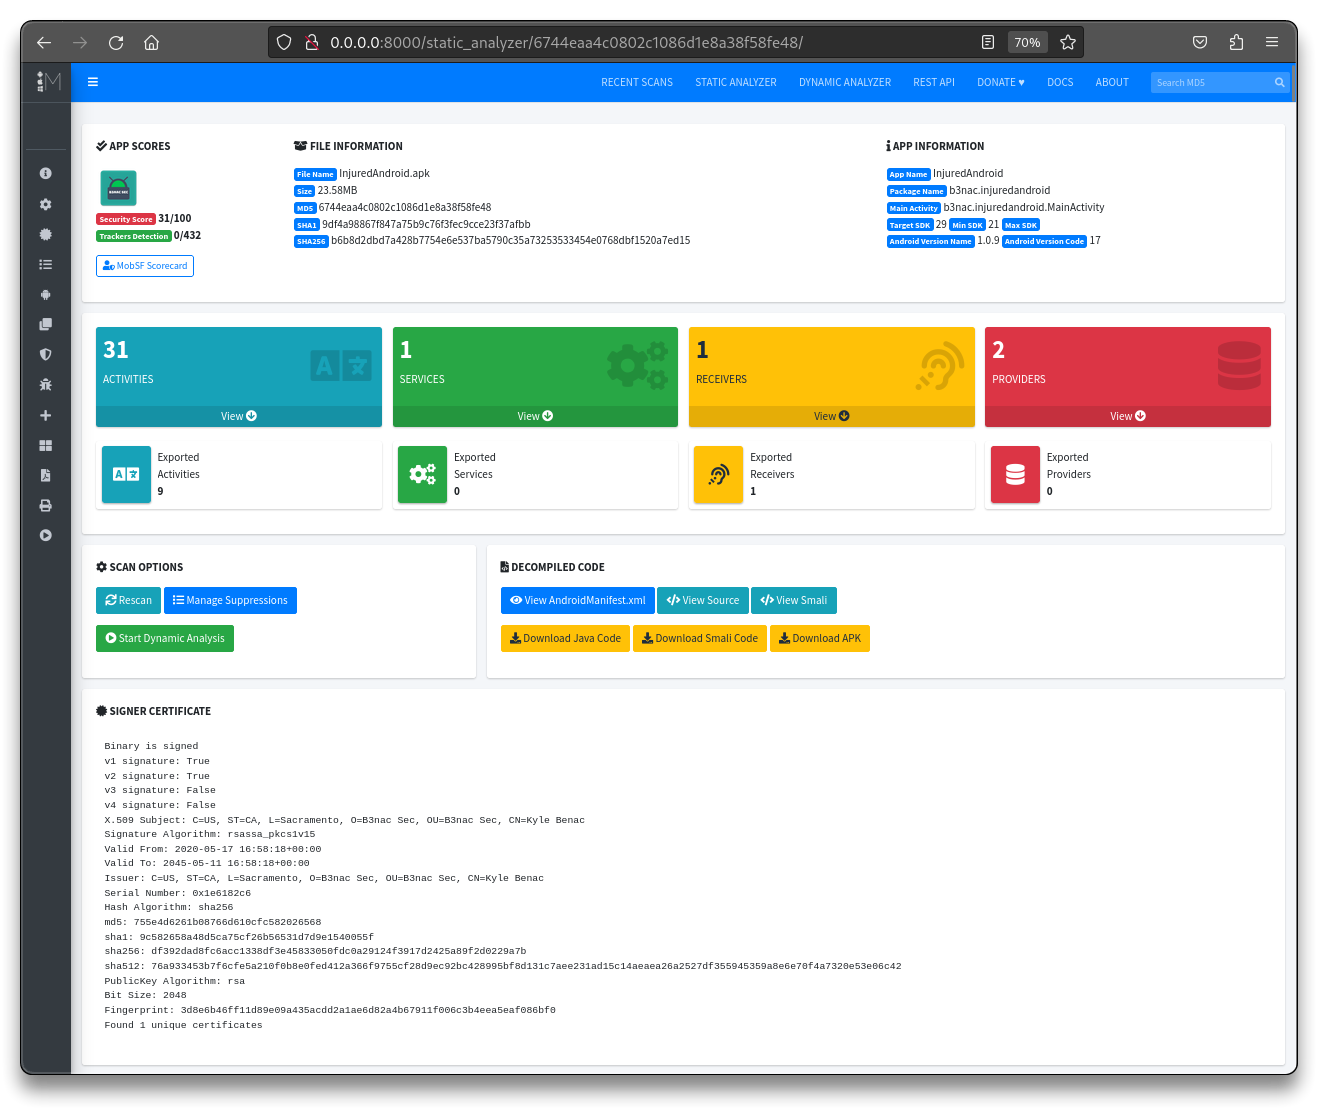 0.0.0.0:8000/static_analyzer/6744eaa4c0802c1086d1e8a38f58fe48/
70%
M
RECENT SCANS STATIC ANALYZER DYNAMIC ANALYZER REST API DONATE ♥ DOCS ABOUT Search MD5
APP SCORES
BANAC SEC
Security Score 31/100
Trackers Detection 0/432
MobSF Scorecard
FILE INFORMATION
File Name InjuredAndroid.apk
Size 23.58MB
MD5 6744eaa4c0802c1086d1e8a38f58fe48
SHA1 9df4a98867f847a75b9c76f3fec9cce23f37afbb
SHA256 b6b8d2dbd7a428b7754e6e537ba5790c35a73253533454e0768dbf1520a7ed15
APP INFORMATION
App Name InjuredAndroid
Package Name b3nac.injuredandroid
Main Activity b3nac.injuredandroid.MainActivity
Target SDK 29 Min SDK 21 Max SDK
Android Version Name 1.0.9 Android Version Code 17
31
ACTIVITIES
View
1
SERVICES
View
1
RECEIVERS
View
2
PROVIDERS
View
Exported
Activities
9
Exported
Services
0
Exported
Receivers
1
Exported
Providers
0
SCAN OPTIONS
Rescan Manage Suppressions
Start Dynamic Analysis
DECOMPILED CODE
View AndroidManifest.xml View Source View Smali
Download Java Code Download Smali Code Download APK
SIGNER CERTIFICATE
Binary is signed
v1 signature: True
v2 signature: True
v3 signature: False
v4 signature: False
X.509 Subject: C=US, ST=CA, L=Sacramento, O=B3nac Sec, OU=B3nac Sec, CN=Kyle Benac
Signature Algorithm: rsassa_pkcs1v15
Valid From: 2020-05-17 16:58:18+00:00
Valid To: 2045-05-11 16:58:18+00:00
Issuer: C=US, ST=CA, L=Sacramento, O=B3nac Sec, OU=B3nac Sec, CN=Kyle Benac
Serial Number: 0x1e6182c6
Hash Algorithm: sha256
md5: 755e4d6261b08766d610cfc582026568
sha1: 9c582658a48d5ca75cf26b56531d7d9e1540055f
sha256: df392dad8fc6acc1338df3e45833050fdc0a29124f3917d2425a89f2d0229a7b
sha512: 76a933453b7f6cfe5a210f0b8e0fed412a366f9755cf28d9ec92bc428995bf8d131c7aee231ad15c14aeaea26a2527df355945359a8e6e70f4a7320e53e06c42
PublicKey Algorithm: rsa
Bit Size: 2048
Fingerprint: 3d8e6b46ff11d89e09a435acdd2a1ae6d82a4b67911f006c3b4eea5eaf086bf0
Found 1 unique certificates